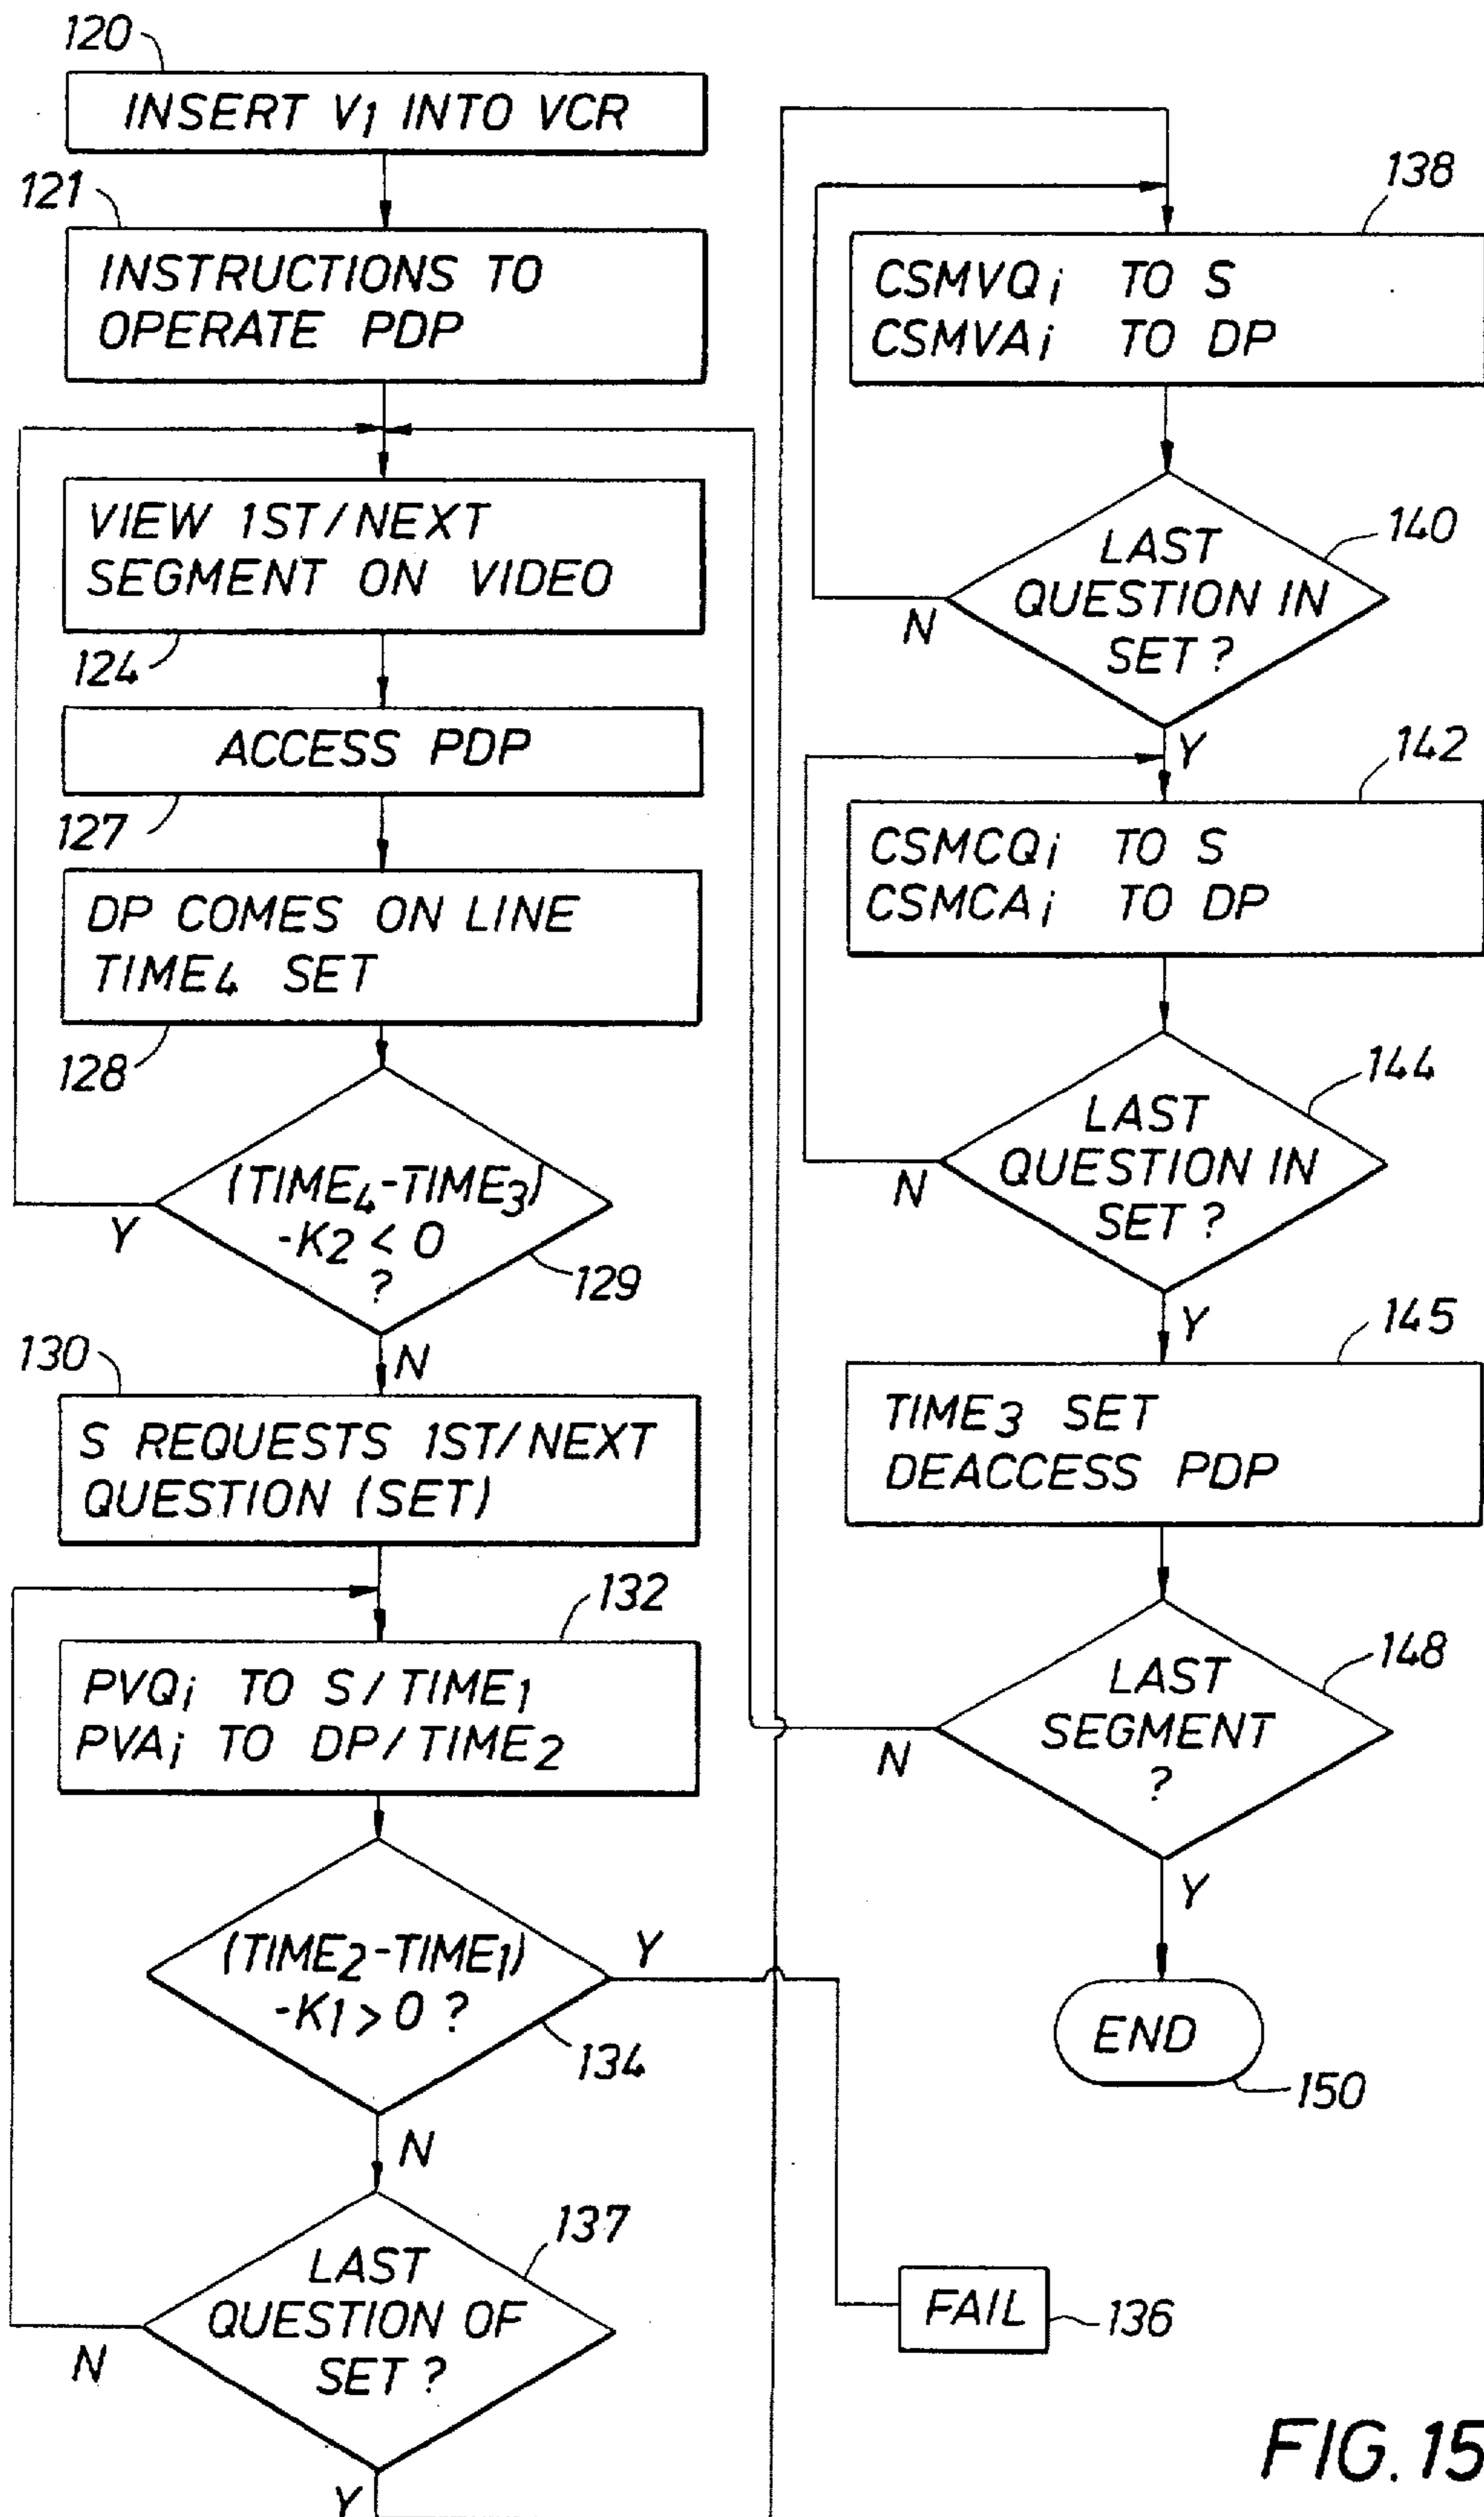 120
INSERT V1 INTO VCR
121
INSTRUCTIONS TO
OPERATE PDP
VIEW 1ST/NEXT
SEGMENT ON VIDEO
124
ACCESS PDP
127
DP COMES ON LINE
TIME4 SET
128
(TIME4-TIME3)
-K2 < 0
?
129
Y
N
130
S REQUESTS 1ST/NEXT
QUESTION (SET)
132
PVQi TO S/TIME1
PVAi TO DP/TIME2
(TIME2-TIME1)
-K1 > 0 ?
Y
134
N
137
LAST
QUESTION OF
SET ?
N
Y
136
FAIL
138
CSMVQi TO S
CSMVAi TO DP
140
LAST
QUESTION IN
SET ?
N
Y
142
CSMCQi TO S
CSMCAi TO DP
144
LAST
QUESTION IN
SET ?
N
Y
145
TIME3 SET
DEACCESS PDP
148
LAST
SEGMENT
?
N
Y
END
150
FIG. 15